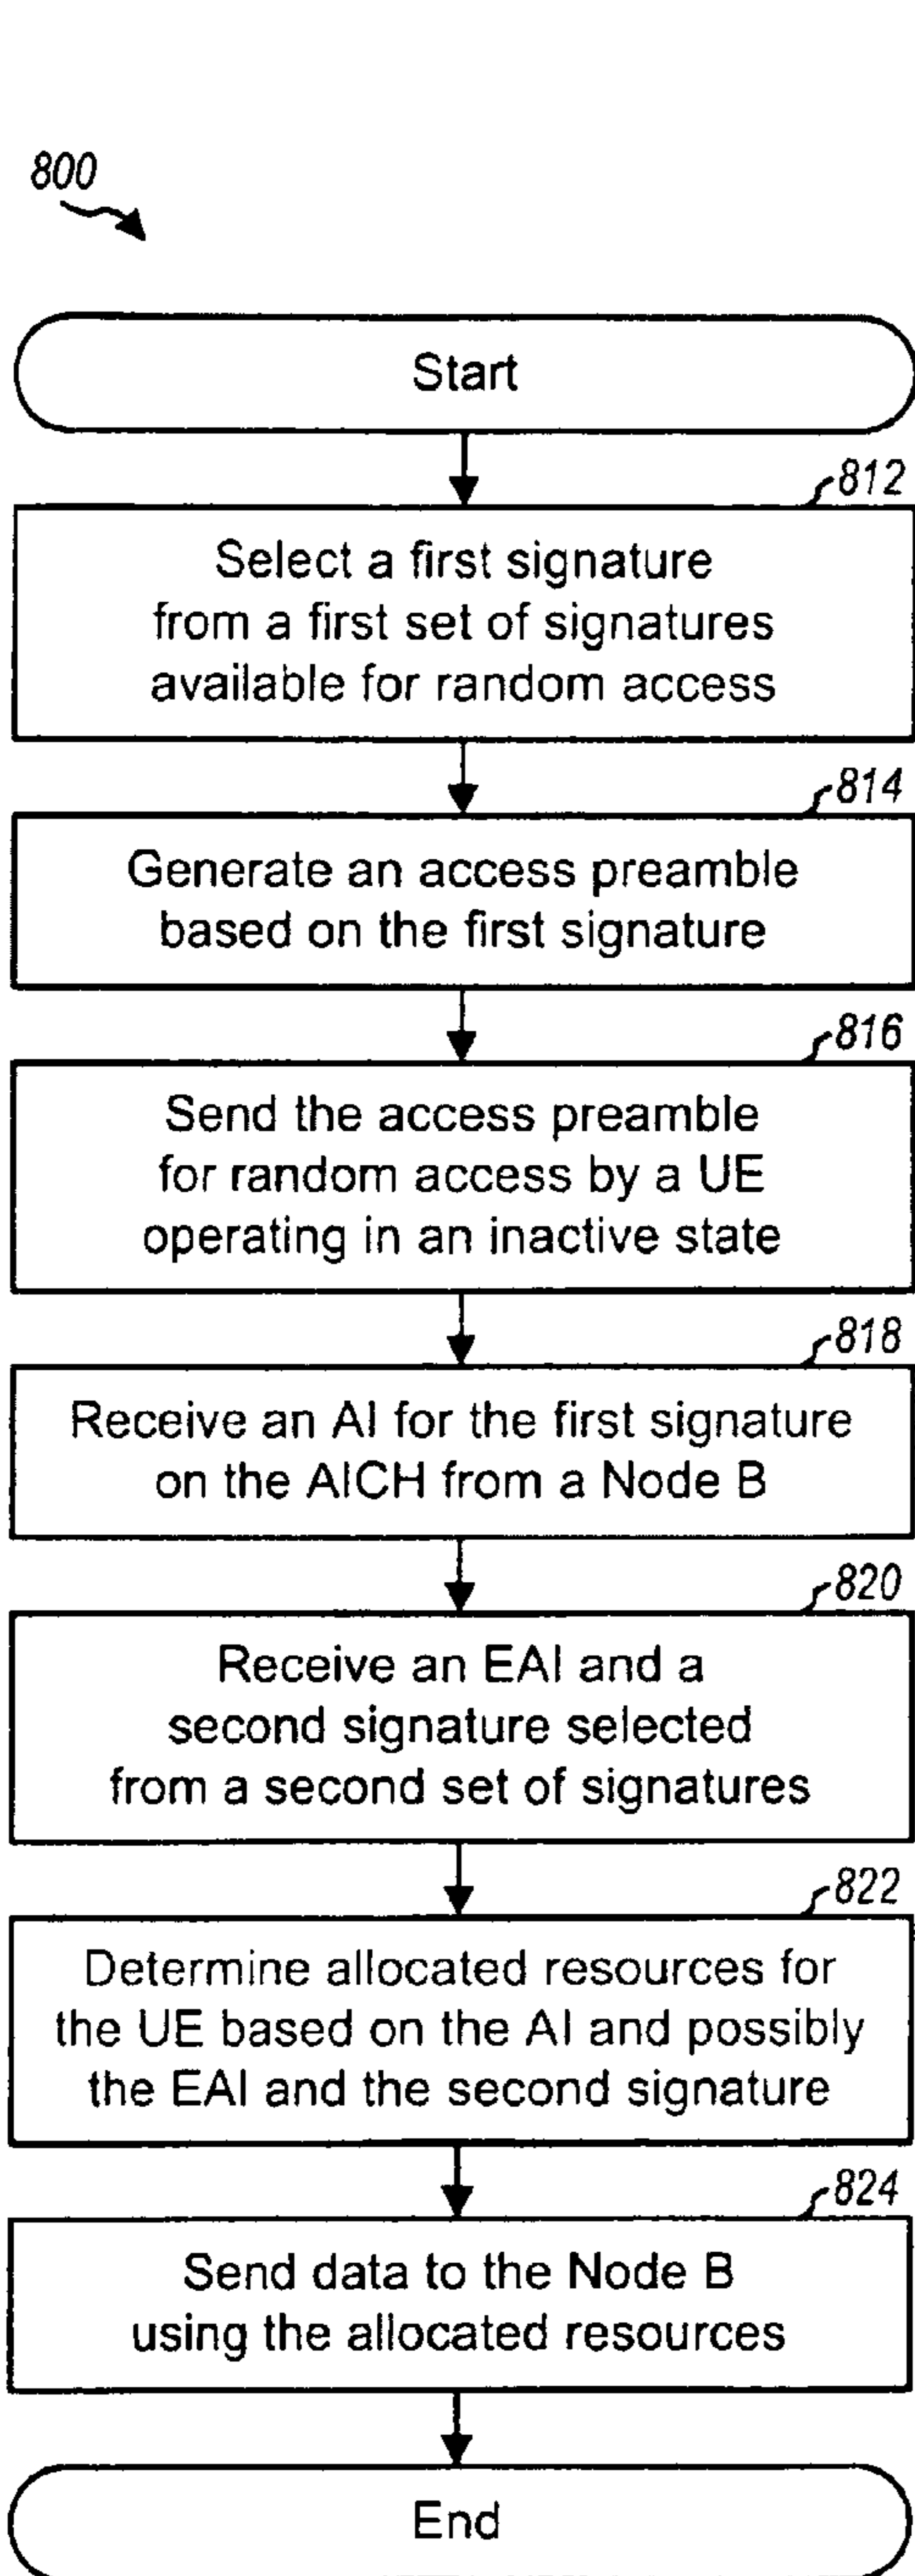 800
Start
812
Select a first signature
from a first set of signatures
available for random access
814
Generate an access preamble
based on the first signature
816
Send the access preamble
for random access by a UE
operating in an inactive state
818
Receive an AI for the first signature
on the AICH from a Node B
820
Receive an EAI and a
second signature selected
from a second set of signatures
822
Determine allocated resources for
the UE based on the AI and possibly
the EAI and the second signature
824
Send data to the Node B
using the allocated resources
End